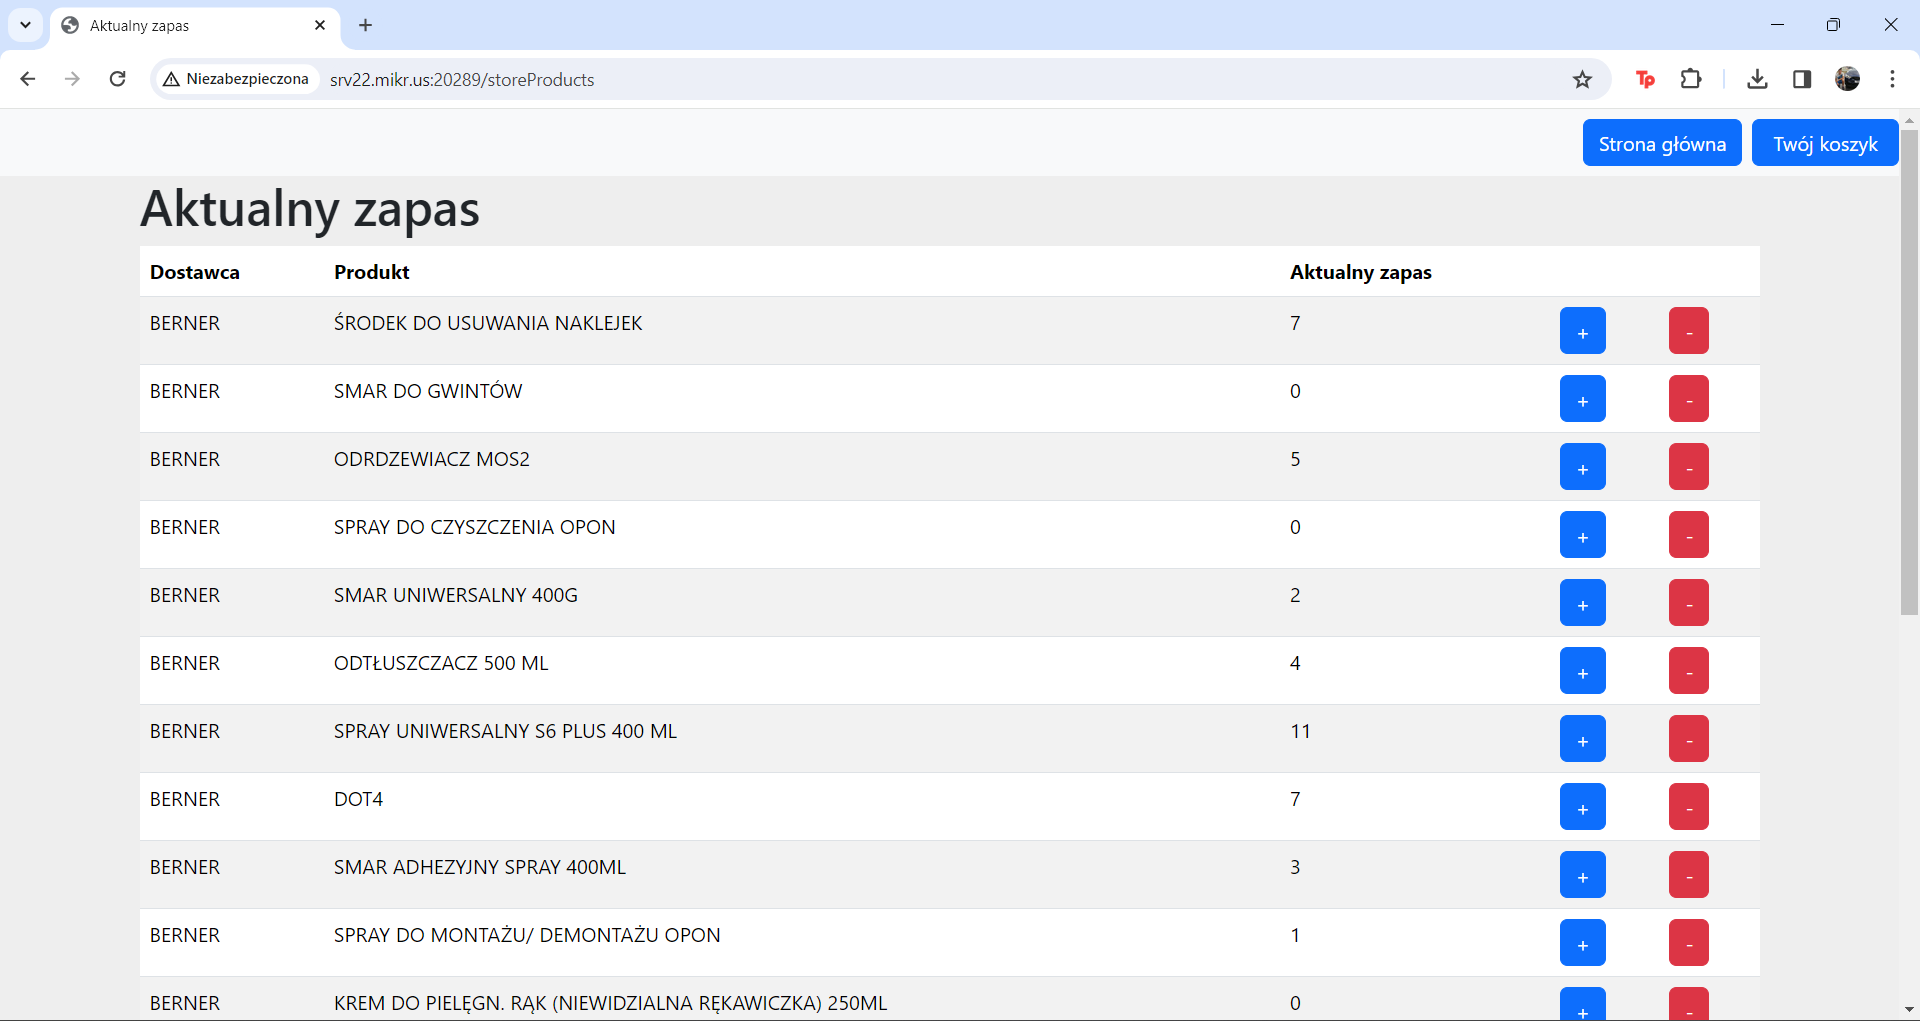 Aktualny zapas
Niezabezpieczona srv22.mikr.us:20289/storeProducts
Tp
Strona główna Twój koszyk
Aktualny zapas
Dostawca Produkt Aktualny zapas
BERNER ŚRODEK DO USUWANIA NAKLEJEK 7 + -
BERNER SMAR DO GWINTÓW 0 + -
BERNER ODRDZEWIACZ MOS2 5 + -
BERNER SPRAY DO CZYSZCZENIA OPON 0 + -
BERNER SMAR UNIWERSALNY 400G 2 + -
BERNER ODTŁUSZCZACZ 500 ML 4 + -
BERNER SPRAY UNIWERSALNY S6 PLUS 400 ML 11 + -
BERNER DOT4 7 + -
BERNER SMAR ADHEZYJNY SPRAY 400ML 3 + -
BERNER SPRAY DO MONTAŻU/ DEMONTAŻU OPON 1 + -
BERNER KREM DO PIELĘGN. RĄK (NIEWIDZIALNA RĘKAWICZKA) 250ML 0 + -